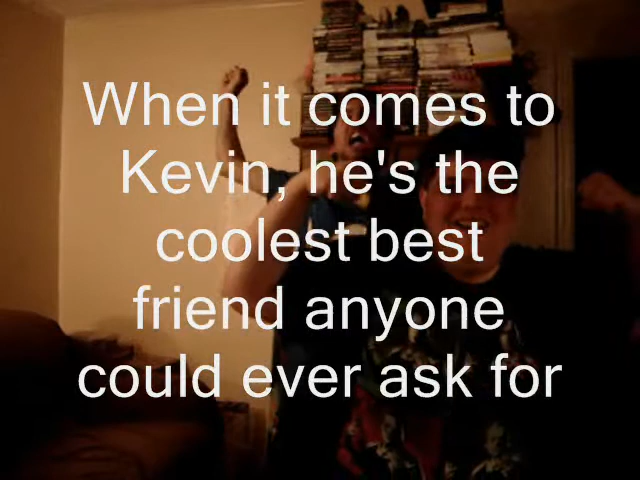 When it comes to
Kevin, he's the
coolest best
friend anyone
could ever ask for